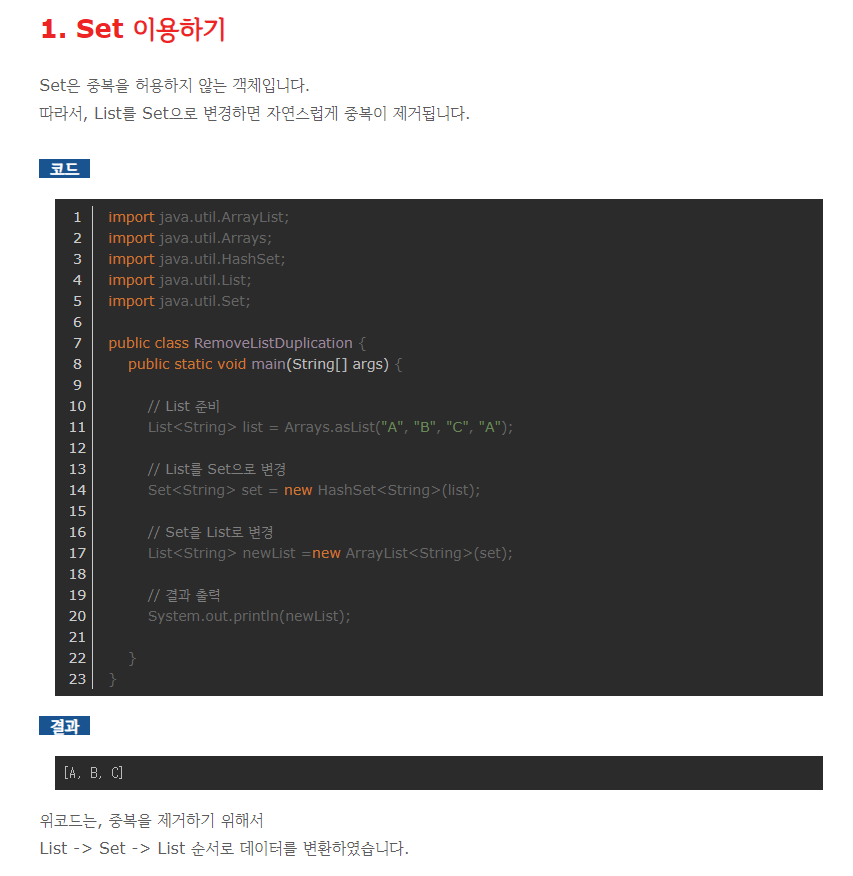 1. Set 이용하기
Set은 중복을 허용하지 않는 객체입니다.
따라서, List를 Set으로 변경하면 자연스럽게 중복이 제거됩니다.
코드
1 import java.util.ArrayList;
2 import java.util.Arrays;
3 import java.util.HashSet;
4 import java.util.List;
5 import java.util.Set;
6
7 public class RemoveListDuplication {
8 public static void main(String[] args) {
9
10 // List 준비
11 List<String> list = Arrays.asList("A", "B", "C", "A");
12
13 // List를 Set으로 변경
14 Set<String> set = new HashSet<String>(list);
15
16 // Set을 List로 변경
17 List<String> newList =new ArrayList<String>(set);
18
19 // 결과 출력
20 System.out.println(newList);
21
22 }
23 }
결과
[A, B, C]
위코드는, 중복을 제거하기 위해서
List -> Set -> List 순서로 데이터를 변환하였습니다.